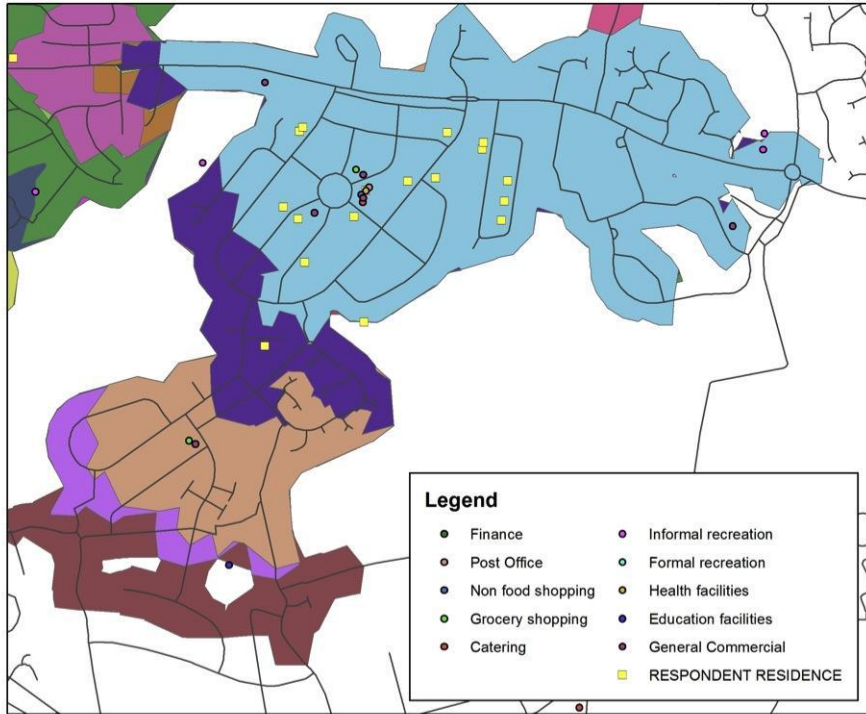 Legend
Finance
Post Office
Non food shopping
Grocery shopping
Catering
Informal recreation
Formal recreation
Health facilities
Education facilities
General Commercial
RESPONDENT RESIDENCE